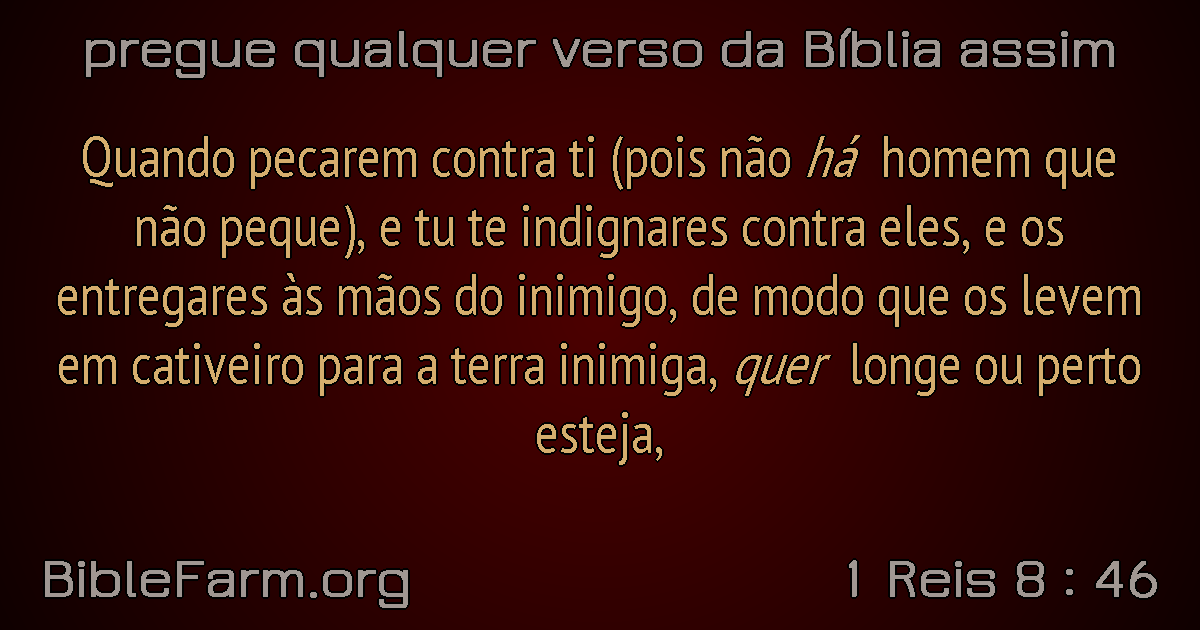 pregue qualquer verso da Bíblia assim
Quando pecarem contra ti (pois não há homem que
não peque), e tu te indignares contra eles, e os
entregares às mãos do inimigo, de modo que os levem
em cativeiro para a terra inimiga, quer longe ou perto
esteja,
BibleFarm.org
1 Reis 8 : 46